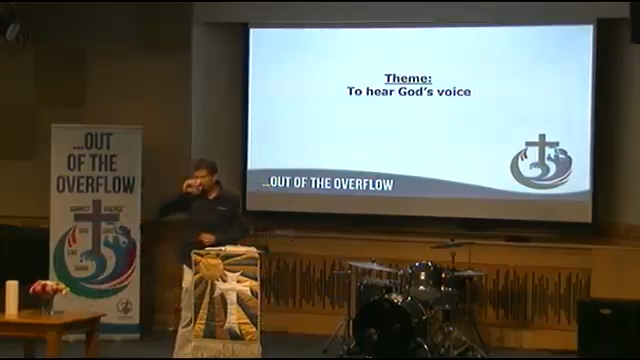 ...OUT
OF THE
OVERFLOW
Theme:
To hear God's voice
...OUT OF THE OVERFLOW